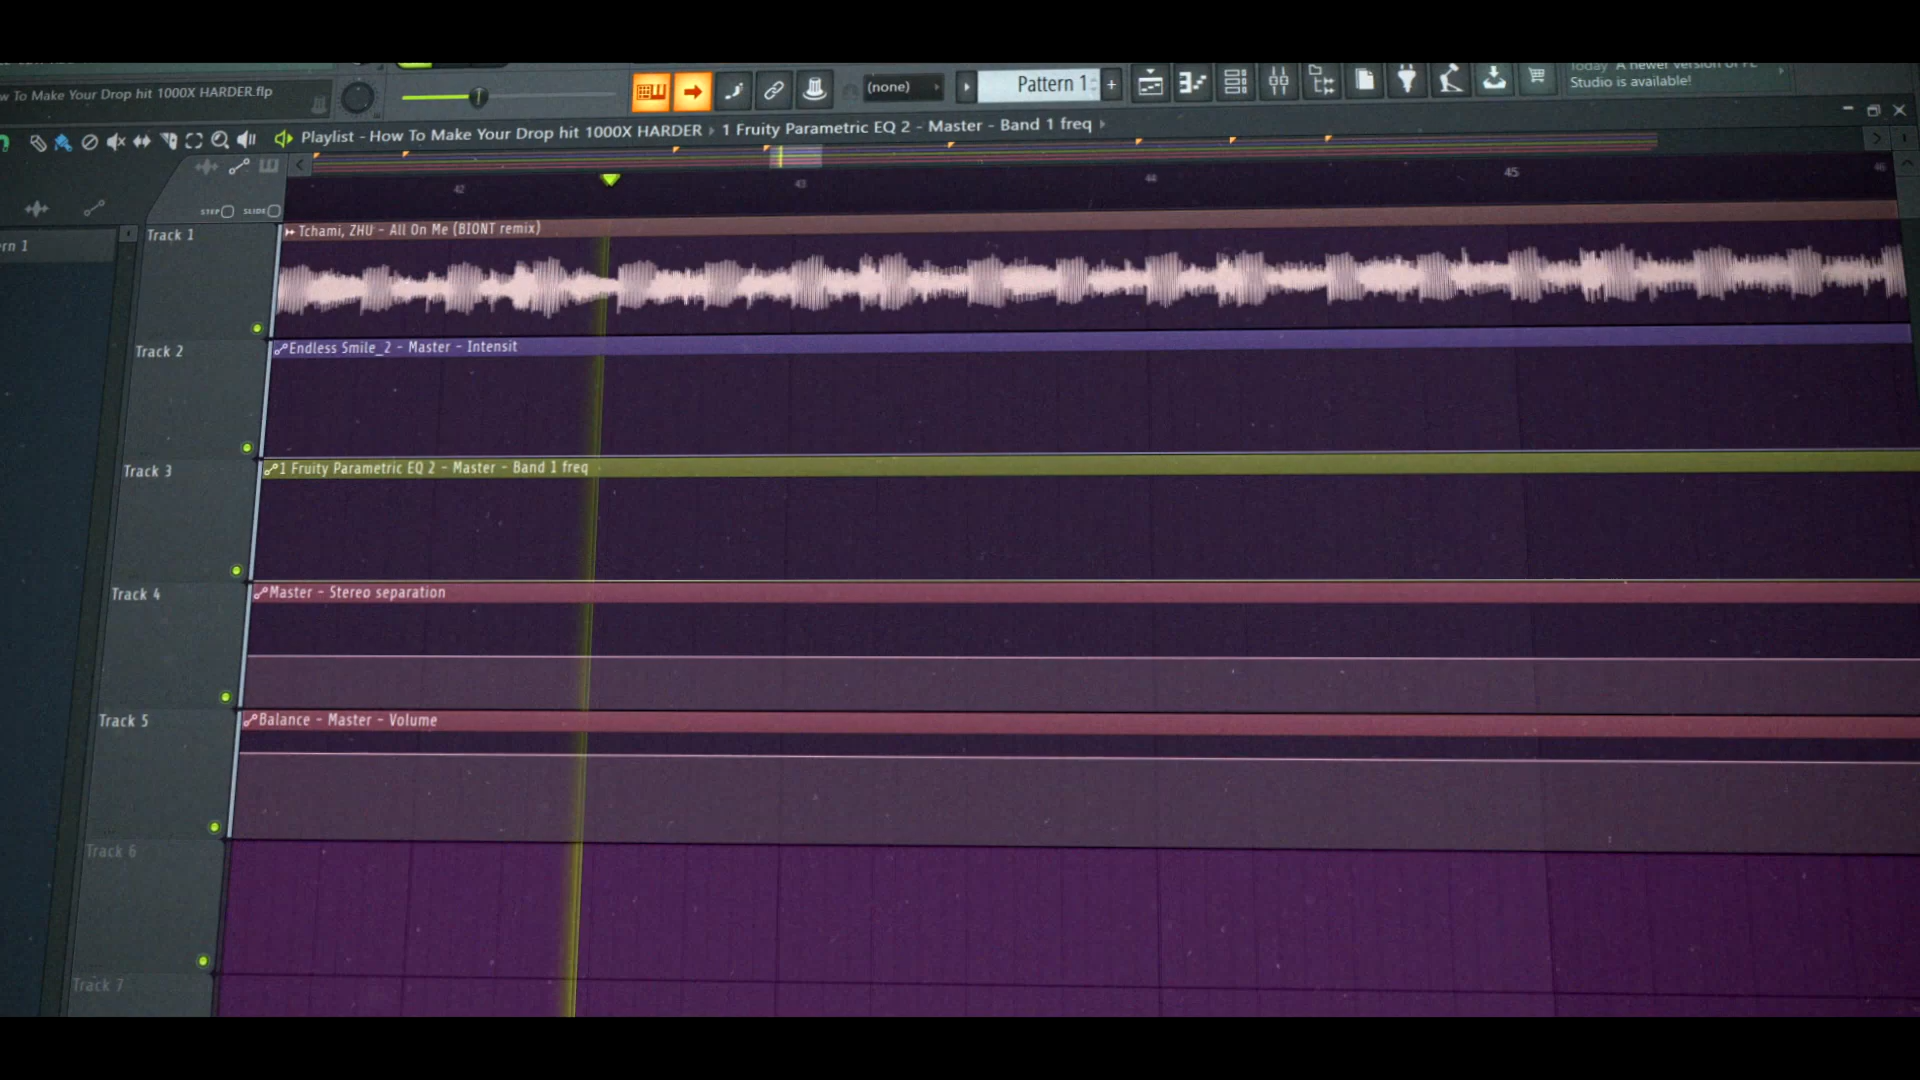 w To Make Your Drop hit 1000X HARDER.flp
(none)
Pattern 1
+
Today A newer version of FL
Studio is available!
Playlist - How To Make Your Drop hit 1000X HARDER › 1 Fruity Parametric EQ 2 - Master - Band 1 freq ›
42 43 44 45 46
STEP SLIDE
rn 1
Track 1
Tchami, ZHU - All On Me (BIONT remix)
Track 2
Endless Smile_2 - Master - Intensit
Track 3
1 Fruity Parametric EQ 2 - Master - Band 1 freq
Track 4
Master - Stereo separation
Track 5
Balance - Master - Volume
Track 6
Track 7